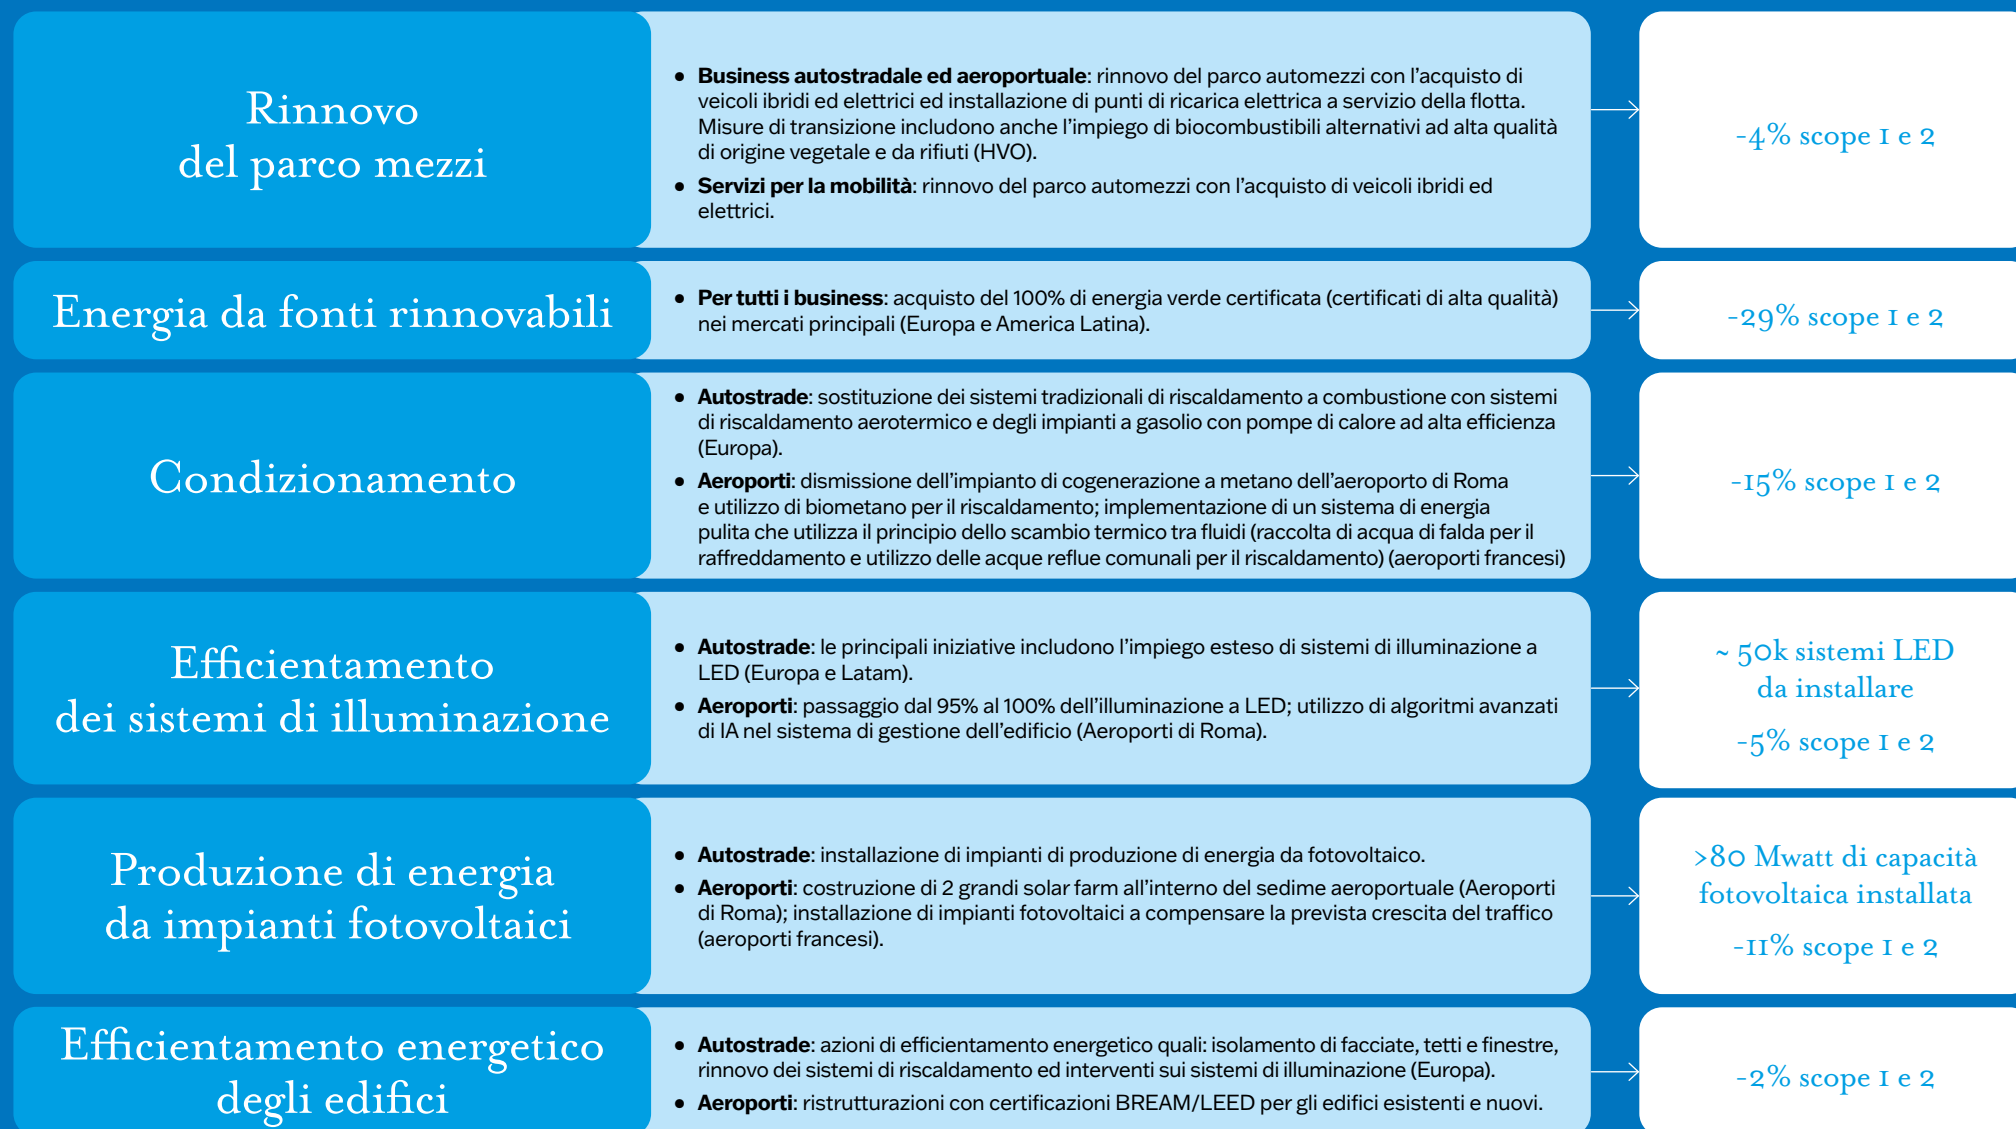 Rinnovo
del parco mezzi
● Business autostradale ed aeroportuale: rinnovo del parco automezzi con l'acquisto di
veicoli ibridi ed elettrici ed installazione di punti di ricarica elettrica a servizio della flotta.
Misure di transizione includono anche l'impiego di biocombustibili alternativi ad alta qualità
di origine vegetale e da rifiuti (HVO).
● Servizi per la mobilità: rinnovo del parco automezzi con l'acquisto di veicoli ibridi ed
elettrici.
-4% scope 1 e 2
Energia da fonti rinnovabili
● Per tutti i business: acquisto del 100% di energia verde certificata (certificati di alta qualità)
nei mercati principali (Europa e America Latina).
-29% scope 1 e 2
Condizionamento
● Autostrade: sostituzione dei sistemi tradizionali di riscaldamento a combustione con sistemi
di riscaldamento aerotermico e degli impianti a gasolio con pompe di calore ad alta efficienza
(Europa).
● Aeroporti: dismissione dell'impianto di cogenerazione a metano dell'aeroporto di Roma
e utilizzo di biometano per il riscaldamento; implementazione di un sistema di energia
pulita che utilizza il principio dello scambio termico tra fluidi (raccolta di acqua di falda per il
raffreddamento e utilizzo delle acque reflue comunali per il riscaldamento) (aeroporti francesi)
-15% scope 1 e 2
Efficientamento
dei sistemi di illuminazione
● Autostrade: le principali iniziative includono l'impiego esteso di sistemi di illuminazione a
LED (Europa e Latam).
● Aeroporti: passaggio dal 95% al 100% dell'illuminazione a LED; utilizzo di algoritmi avanzati
di IA nel sistema di gestione dell'edificio (Aeroporti di Roma).
~ 50k sistemi LED
da installare
-5% scope 1 e 2
Produzione di energia
da impianti fotovoltaici
● Autostrade: installazione di impianti di produzione di energia da fotovoltaico.
● Aeroporti: costruzione di 2 grandi solar farm all'interno del sedime aeroportuale (Aeroporti
di Roma); installazione di impianti fotovoltaici a compensare la prevista crescita del traffico
(aeroporti francesi).
>80 Mwatt di capacità
fotovoltaica installata
-11% scope 1 e 2
Efficientamento energetico
degli edifici
● Autostrade: azioni di efficientamento energetico quali: isolamento di facciate, tetti e finestre,
rinnovo dei sistemi di riscaldamento ed interventi sui sistemi di illuminazione (Europa).
● Aeroporti: ristrutturazioni con certificazioni BREAM/LEED per gli edifici esistenti e nuovi.
-2% scope 1 e 2